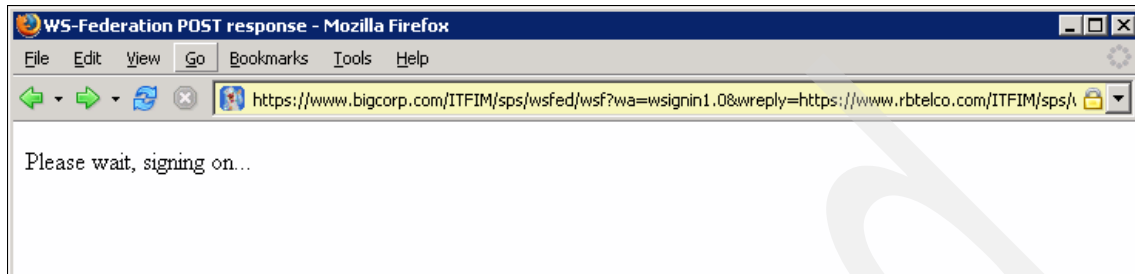 WS-Federation POST response - Mozilla Firefox
File Edit View Go Bookmarks Tools Help
https://www.bigcorp.com/ITFIM/sps/wsfed/wsf?wa=wsignin1.0&wreply=https://www.rbtelco.com/ITFIM/sps/
Please wait, signing on...